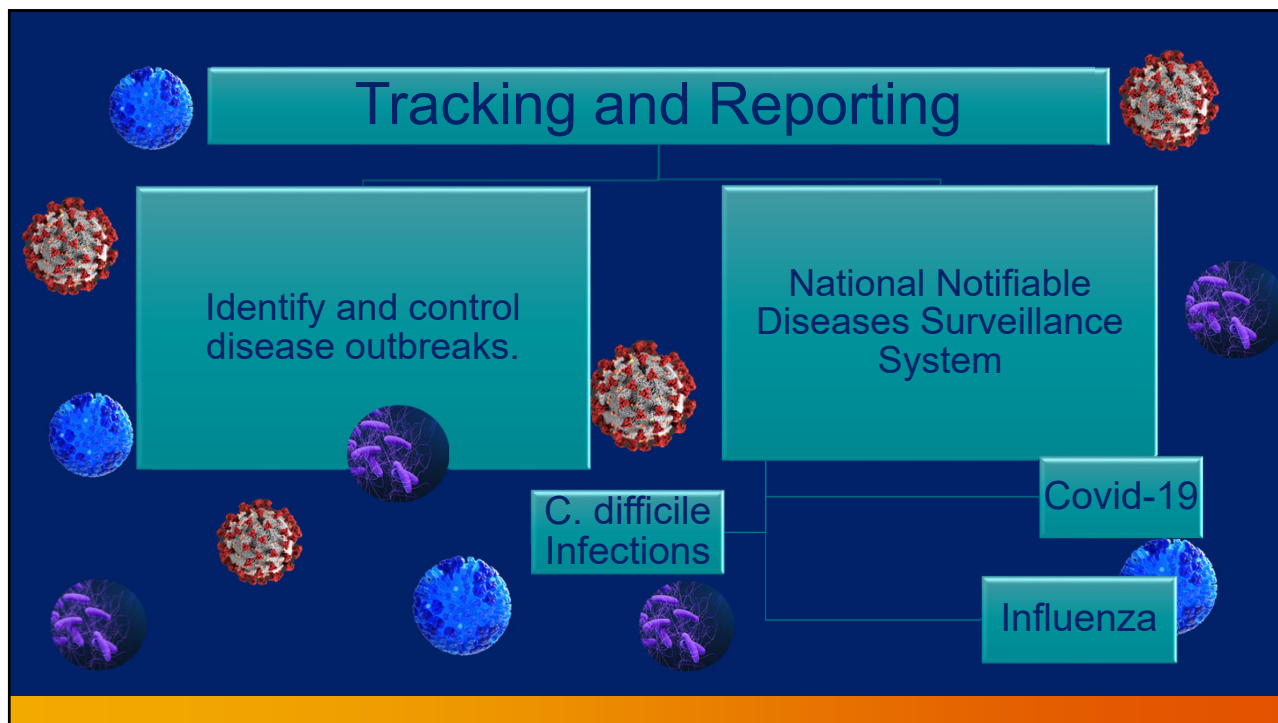 Tracking and Reporting
Identify and control
disease outbreaks.
National Notifiable
Diseases Surveillance
System
C. difficile
Infections
Covid-19
Influenza